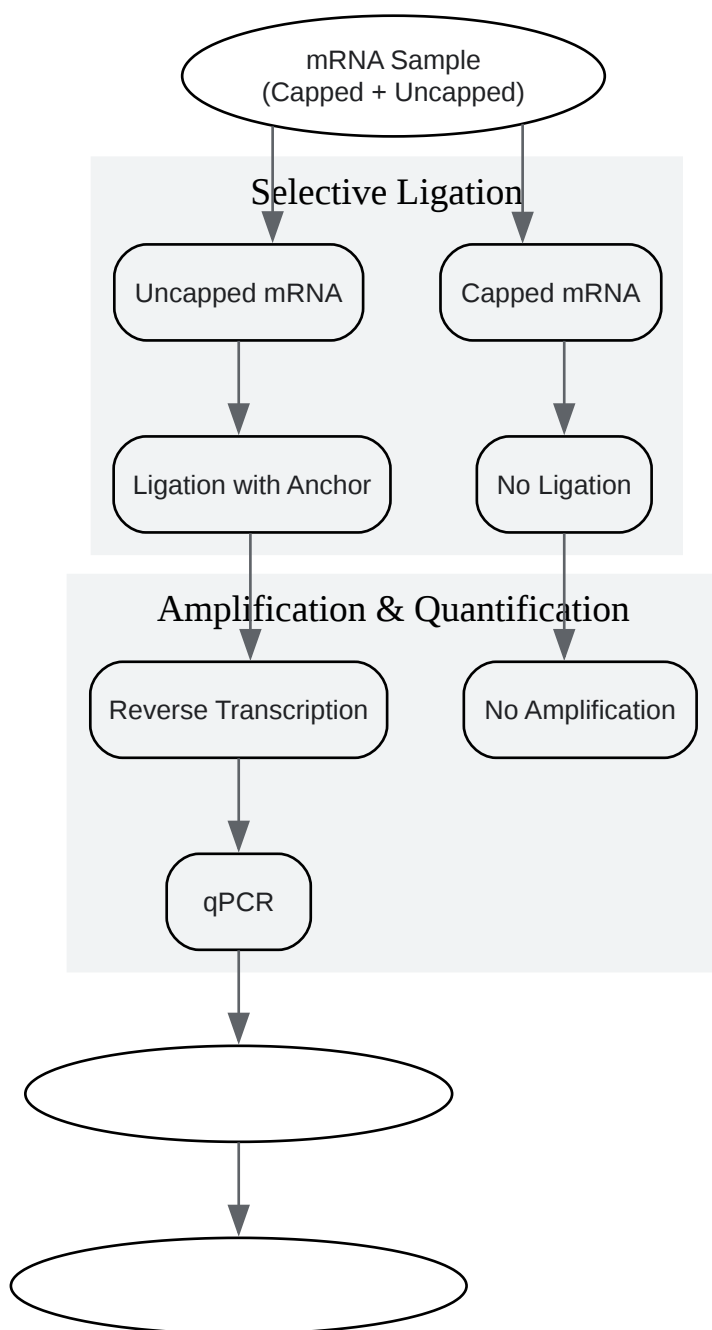 mRNA Sample
(Capped + Uncapped)
Selective Ligation
Uncapped mRNA
Capped mRNA
Ligation with Anchor
No Ligation
Amplification & Quantification
Reverse Transcription
No Amplification
qPCR